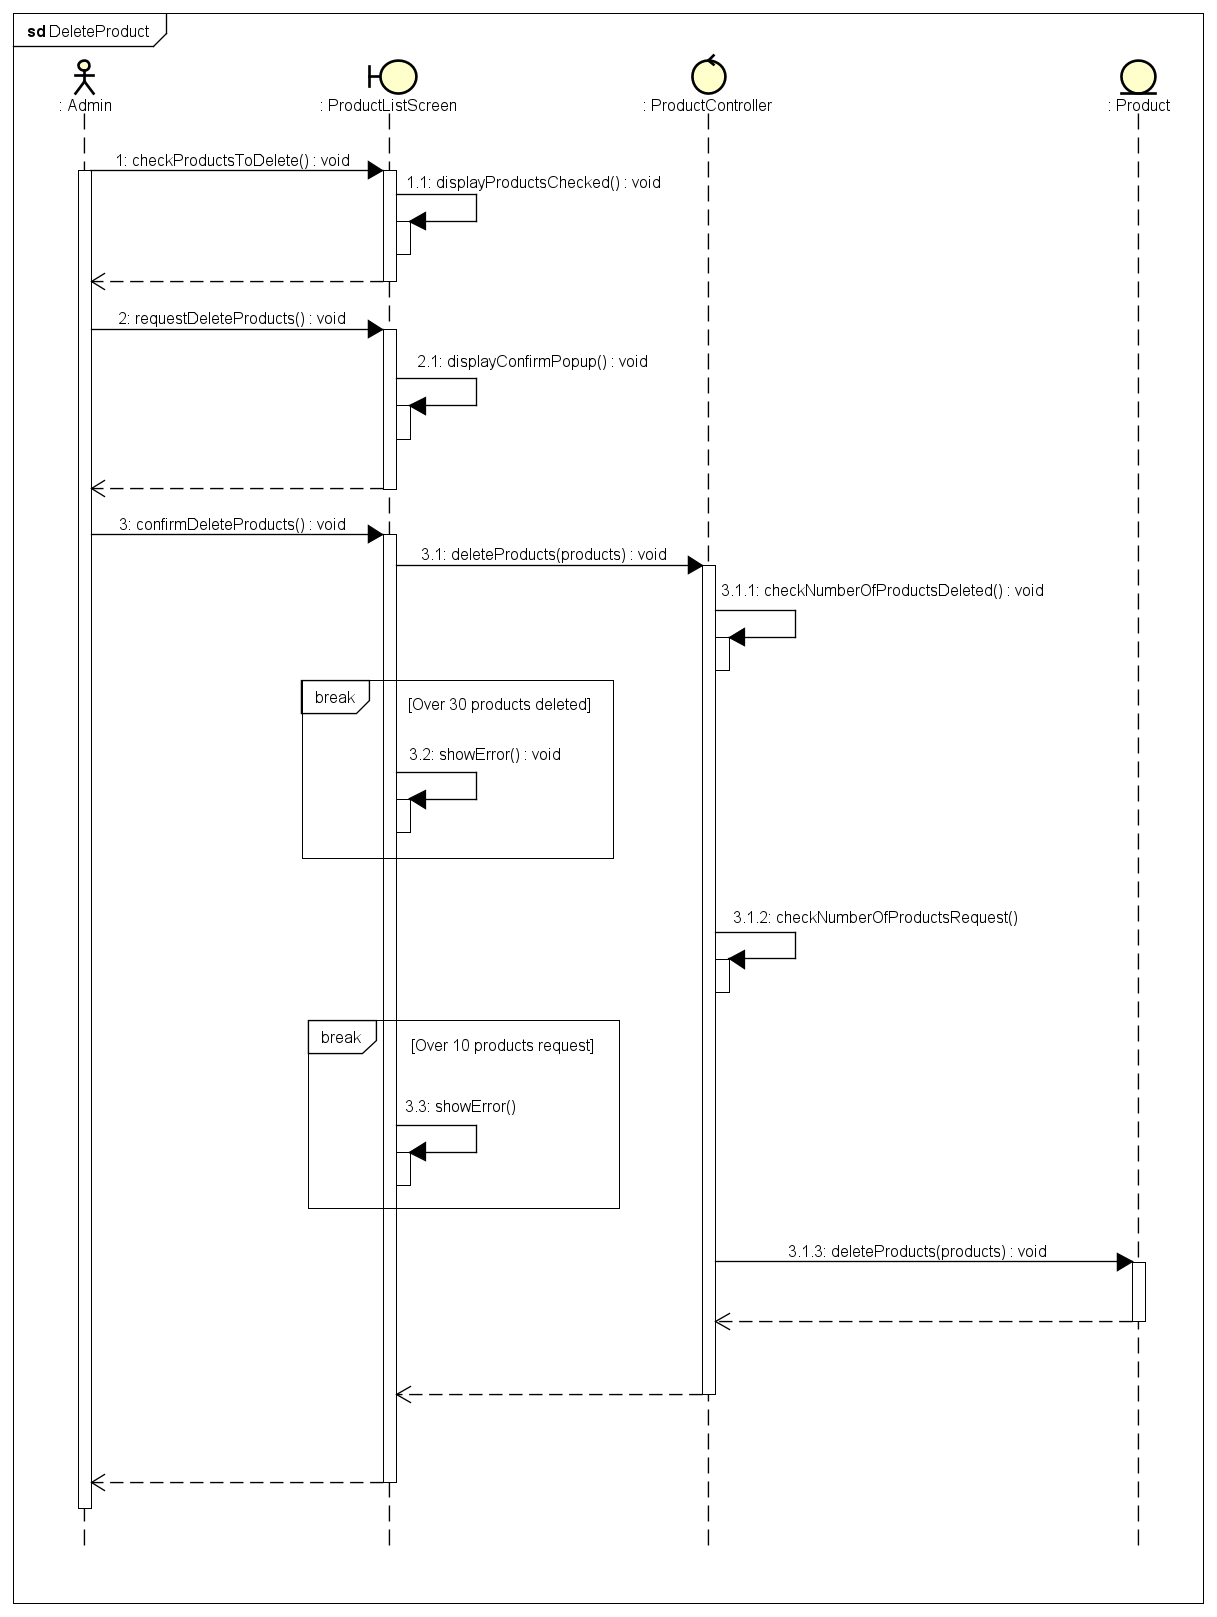 sd DeleteProduct
: Admin
: ProductListScreen
: ProductController
: Product
1: checkProductsToDelete() : void
1.1: displayProductsChecked() : void
2: requestDeleteProducts() : void
2.1: displayConfirmPopup() : void
3: confirmDeleteProducts() : void
3.1: deleteProducts(products) : void
3.1.1: checkNumberOfProductsDeleted() : void
break
[Over 30 products deleted]
3.2: showError() : void
3.1.2: checkNumberOfProductsRequest()
break
[Over 10 products request]
3.3: showError()
3.1.3: deleteProducts(products) : void